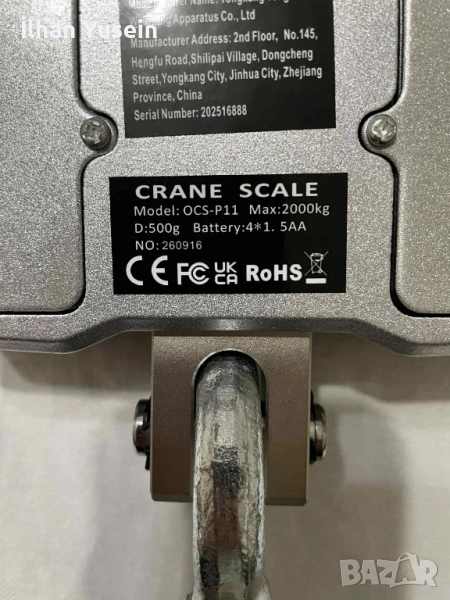 Ilhan Yusein
Apparatus Co., Ltd
Manufacturer Address: 2nd Floor, No.145,
Hengfu Road,Shilipai Village, Dongcheng
Street,Yongkang City, Jinhua City, Zhejiang
Province, China
Serial Number: 202516888
CRANE SCALE
Model: OCS-P11 Max:2000kg
D:500g Battery:4*1. 5AA
NO: 260916
CE FC UK CA RoHS
BAZAR